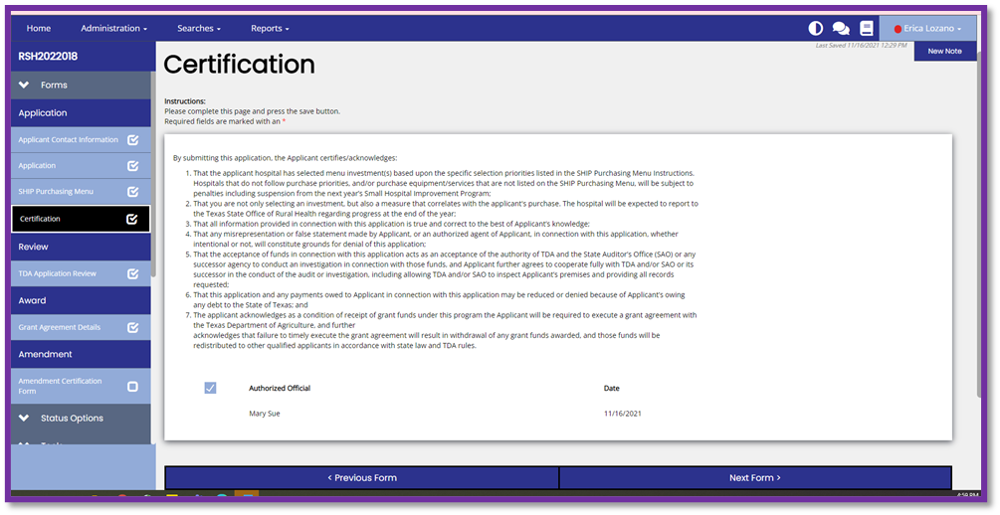 Home Administration Searches Reports Erica Lozano
Last Saved 11/16/2021 12:29 PM
New Note
RSH2022018
Forms
Application
Applicant Contact Information
Application
SHIP Purchasing Menu
Certification
Review
TDA Application Review
Award
Grant Agreement Details
Amendment
Amendment Certification
Form
Status Options
Certification
Instructions:
Please complete this page and press the save button.
Required fields are marked with an *
By submitting this application, the Applicant certifies/acknowledges:
1. That the applicant hospital has selected menu investment(s) based upon the specific selection priorities listed in the SHIP Purchasing Menu Instructions.
Hospitals that do not follow purchase priorities, and/or purchase equipment/services that are not listed on the SHIP Purchasing Menu, will be subject to
penalties including suspension from the next year's Small Hospital Improvement Program;
2. That you are not only selecting an investment, but also a measure that correlates with the applicant's purchase. The hospital will be expected to report to
the Texas State Office of Rural Health regarding progress at the end of the year;
3. That all information provided in connection with this application is true and correct to the best of Applicant's knowledge;
4. That any misrepresentation or false statement made by Applicant, or an authorized agent of Applicant, in connection with this application, whether
intentional or not, will constitute grounds for denial of this application;
5. That the acceptance of funds in connection with this application acts as an acceptance of the authority of TDA and the State Auditor's Office (SAO) or any
successor agency to conduct an investigation in connection with those funds, and Applicant further agrees to cooperate fully with TDA and/or SAO or its
successor in the conduct of the audit or investigation, including allowing TDA and/or SAO to inspect Applicant's premises and providing all records
requested;
6. That this application and any payments owed to Applicant in connection with this application may be reduced or denied because of Applicant's owing
any debt to the State of Texas; and
7. The applicant acknowledges as a condition of receipt of grant funds under this program the Applicant will be required to execute a grant agreement with
the Texas Department of Agriculture, and further
acknowledges that failure to timely execute the grant agreement will result in withdrawal of any grant funds awarded, and those funds will be
redistributed to other qualified applicants in accordance with state law and TDA rules.
Authorized Official Date
Mary Sue 11/16/2021
< Previous Form Next Form >
4:59 PM